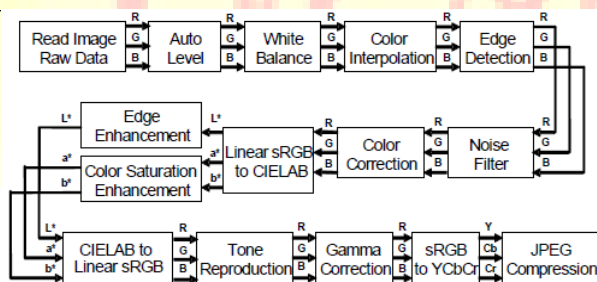 R R R R R
Read Image Raw Data G Auto Level G White Balance G Color Interpolation G Edge Detection G
B B B B B
L* Edge Enhancement L* R R R
a* Color Saturation Enhancement a* Linear sRGB to CIELAB G Color Correction G Noise Filter G
b* b* B B B
L* R R R Y
a* CIELAB to Linear sRGB G Tone Reproduction G Gamma Correction G sRGB to YCbCr Cb JPEG Compression
b* B B B Cr